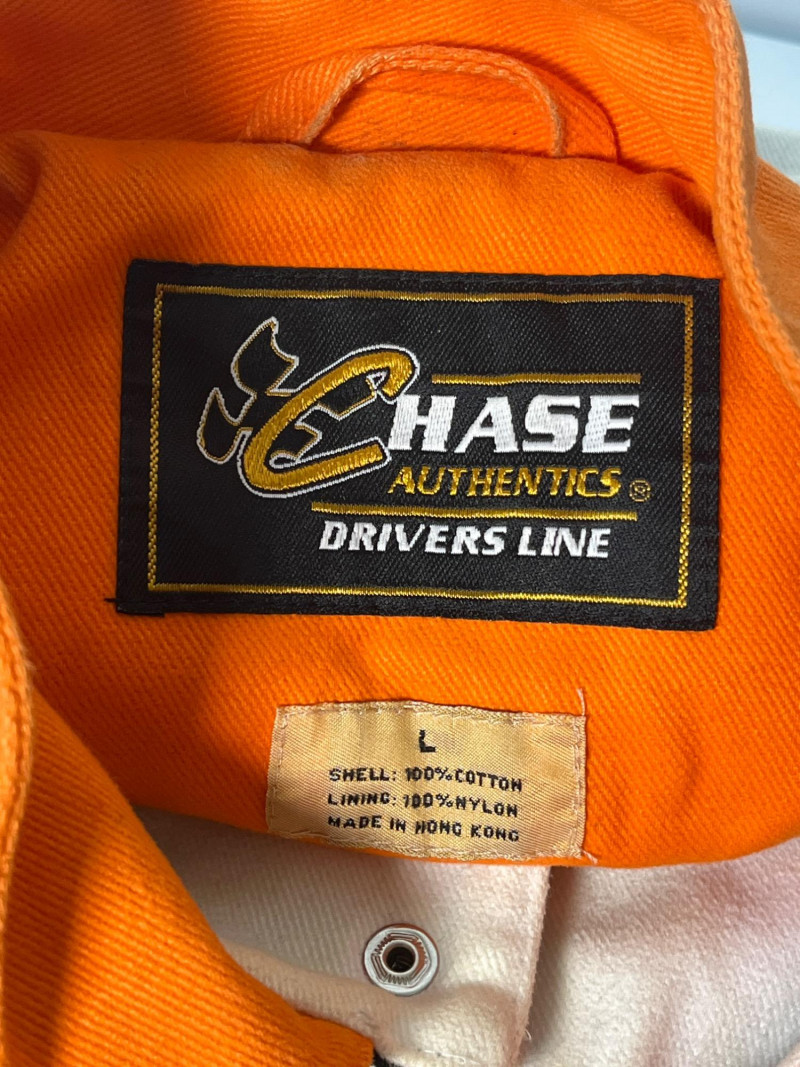 CHASE
AUTHENTICS®
DRIVERS LINE
L
SHELL: 100% COTTON
LINING: 100% NYLON
MADE IN HONG KONG